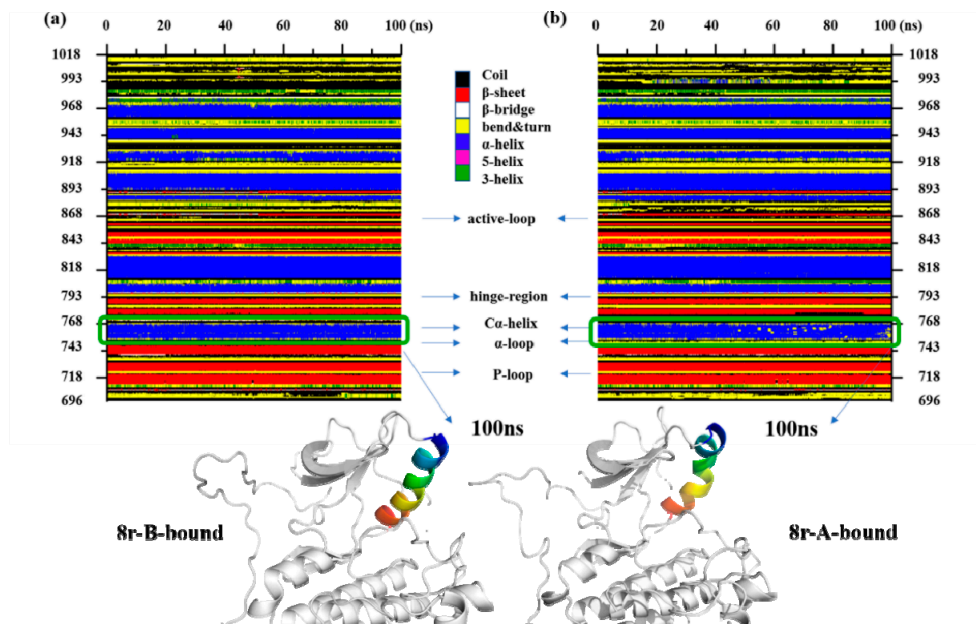 (a)
(b)
0 20 40 60 80 100 (ns)
0 20 40 60 80 100 (ns)
1018
993
968
943
918
893
868
843
818
793
768
743
718
696
Coil
β-sheet
β-bridge
bend&turn
α-helix
5-helix
3-helix
active-loop
hinge-region
Cα-helix
α-loop
P-loop
1018
993
968
943
918
893
868
843
818
793
768
743
718
696
100ns
100ns
8r-B-bound
8r-A-bound